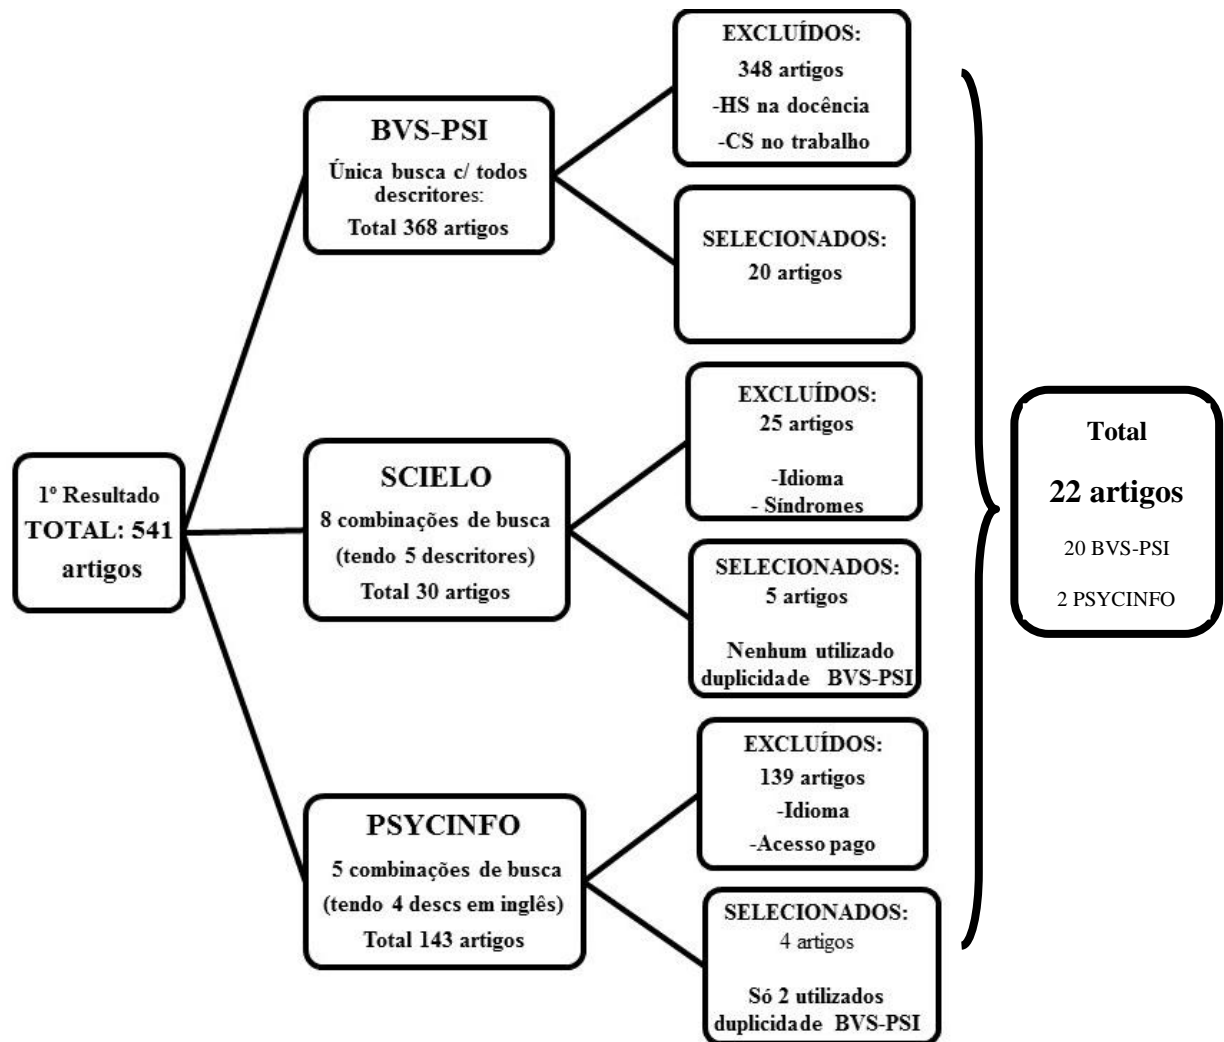 1º Resultado
TOTAL: 541
artigos
BVS-PSI
Única busca c/ todos
descritores:
Total 368 artigos
EXCLUÍDOS:
348 artigos
-HS na docência
-CS no trabalho
SELECIONADOS:
20 artigos
SCIELO
8 combinações de busca
(tendo 5 descritores)
Total 30 artigos
EXCLUÍDOS:
25 artigos
-Idioma
- Síndromes
SELECIONADOS:
5 artigos
Nenhum utilizado
duplicidade BVS-PSI
PSYCINFO
5 combinações de busca
(tendo 4 descs em inglês)
Total 143 artigos
EXCLUÍDOS:
139 artigos
-Idioma
-Acesso pago
SELECIONADOS:
4 artigos
Só 2 utilizados
duplicidade BVS-PSI
Total
22 artigos
20 BVS-PSI
2 PSYCINFO